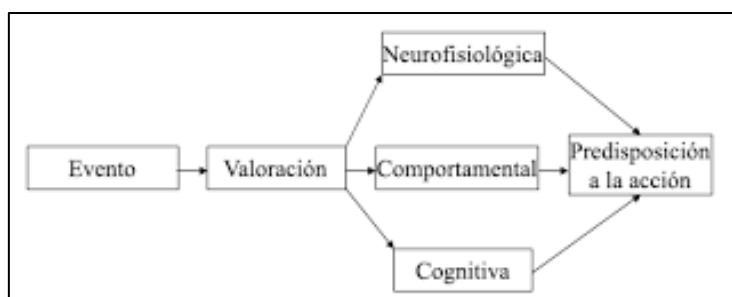 Neurofisiológica
Evento
Valoración
Comportamental
Predisposición
a la acción
Cognitiva